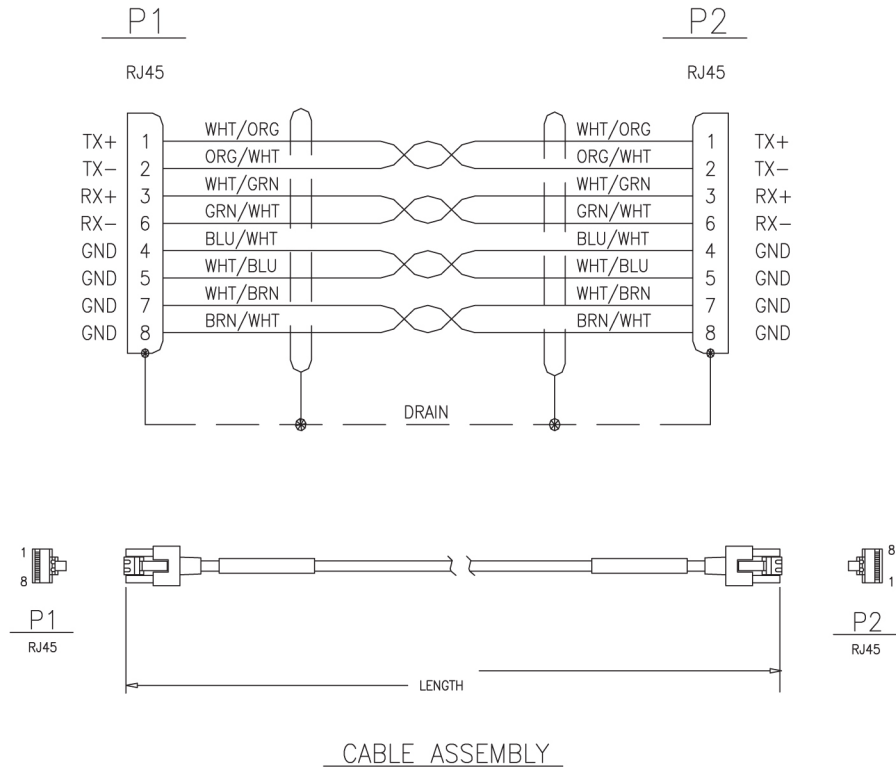 P1 P2
RJ45 RJ45
WHT/ORG WHT/ORG
TX+ 1 1 TX+
ORG/WHT ORG/WHT
TX- 2 2 TX-
WHT/GRN WHT/GRN
RX+ 3 3 RX+
GRN/WHT GRN/WHT
RX- 6 6 RX-
BLU/WHT BLU/WHT
GND 4 4 GND
WHT/BLU WHT/BLU
GND 5 5 GND
WHT/BRN WHT/BRN
GND 7 7 GND
BRN/WHT BRN/WHT
GND 8 8 GND
DRAIN
1 8
8 1
P1 P2
RJ45 RJ45
LENGTH
CABLE ASSEMBLY